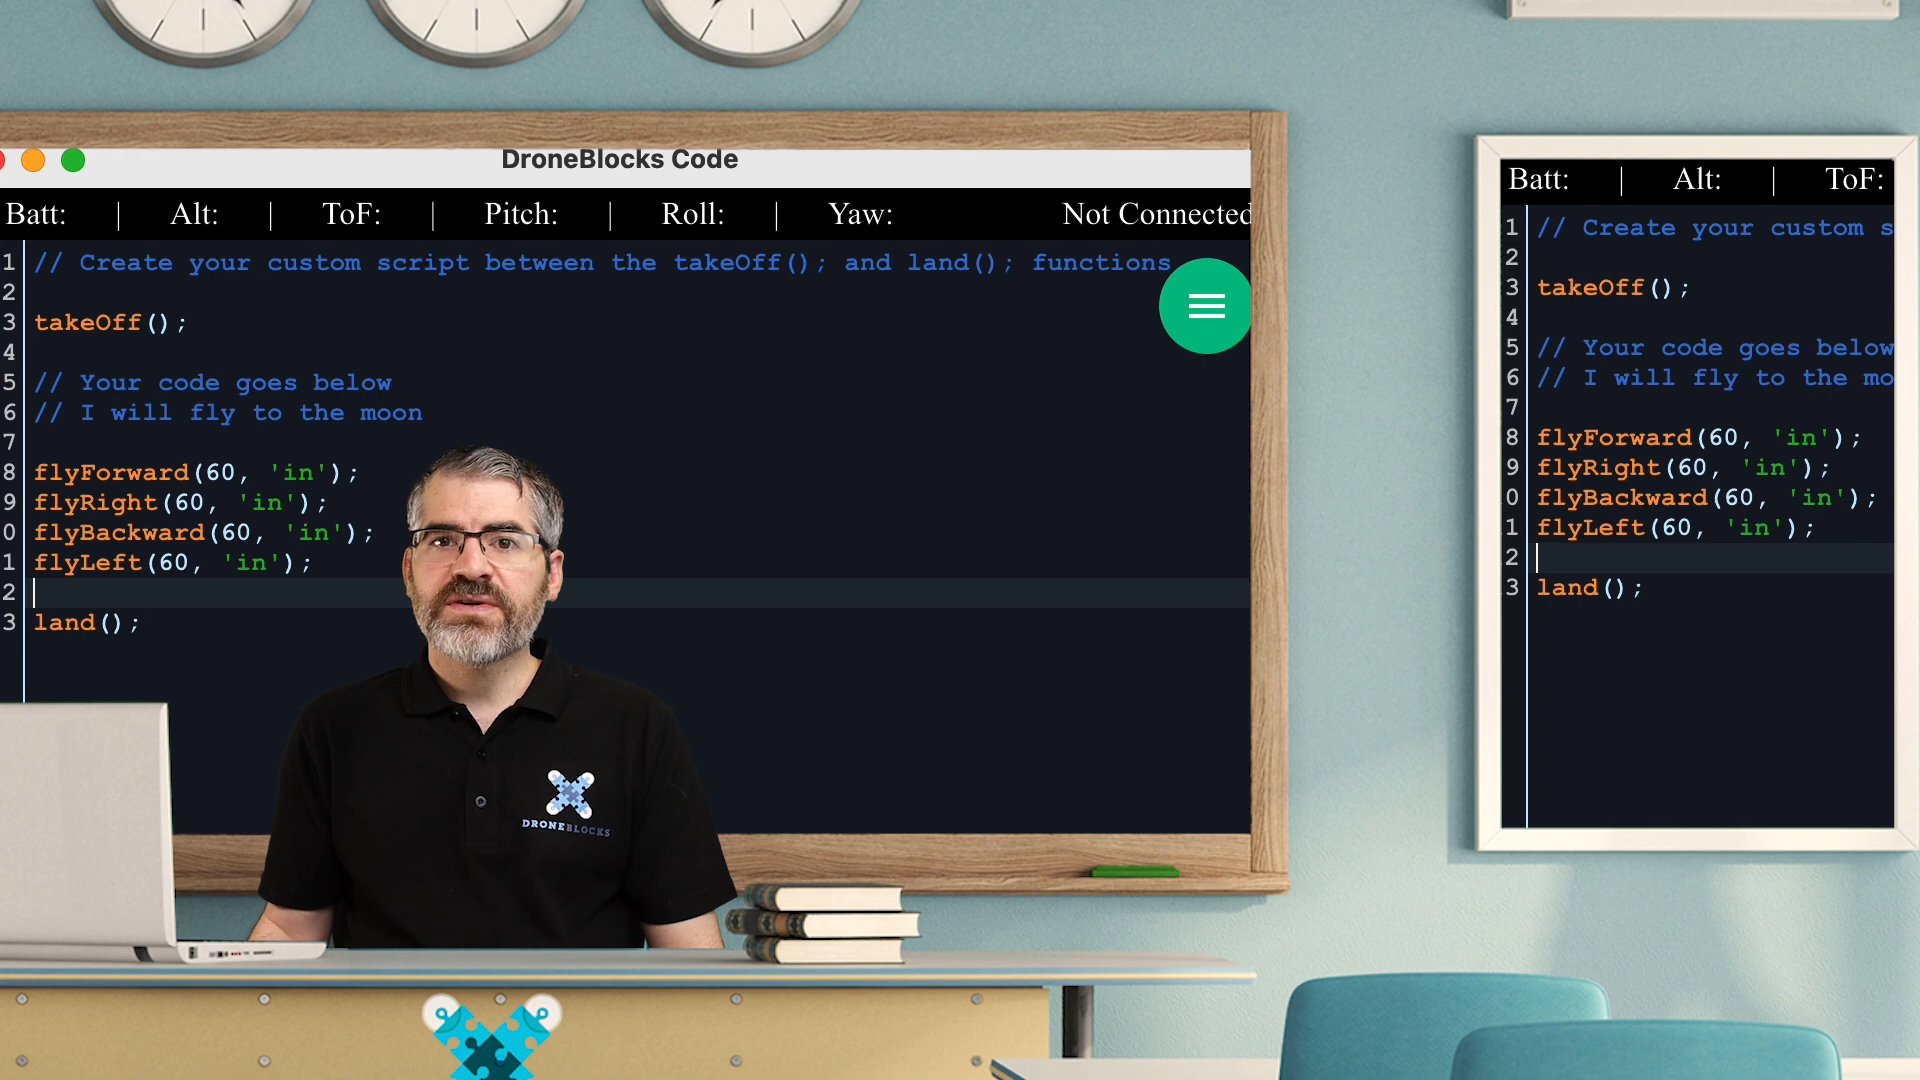 DroneBlocks Code
Batt: | Alt: | ToF: | Pitch: | Roll: | Yaw: Not Connected
1 // Create your custom script between the takeOff(); and land(); functions
2
3 takeOff();
4
5 // Your code goes below
6 // I will fly to the moon
7
8 flyForward(60, 'in');
9 flyRight(60, 'in');
0 flyBackward(60, 'in');
1 flyLeft(60, 'in');
2
3 land();
DRONEBLOCKS
Batt: | Alt: | ToF:
1 // Create your custom s
2
3 takeOff();
4
5 // Your code goes below
6 // I will fly to the mo
7
8 flyForward(60, 'in');
9 flyRight(60, 'in');
0 flyBackward(60, 'in');
1 flyLeft(60, 'in');
2
3 land();